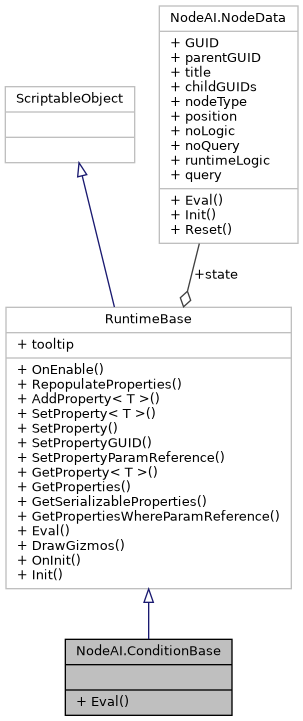 NodeAI.NodeData
+ GUID
+ parentGUID
+ title
+ childGUIDs
+ nodeType
+ position
+ noLogic
+ noQuery
+ runtimeLogic
+ query
+ Eval()
+ Init()
+ Reset()
ScriptableObject
+state
RuntimeBase
+ tooltip
+ OnEnable()
+ RepopulateProperties()
+ AddProperty< T >()
+ SetProperty< T >()
+ SetProperty()
+ SetPropertyGUID()
+ SetPropertyParamReference()
+ GetProperty< T >()
+ GetProperties()
+ GetSerializableProperties()
+ GetPropertiesWhereParamReference()
+ Eval()
+ DrawGizmos()
+ OnInit()
+ Init()
NodeAI.ConditionBase
+ Eval()